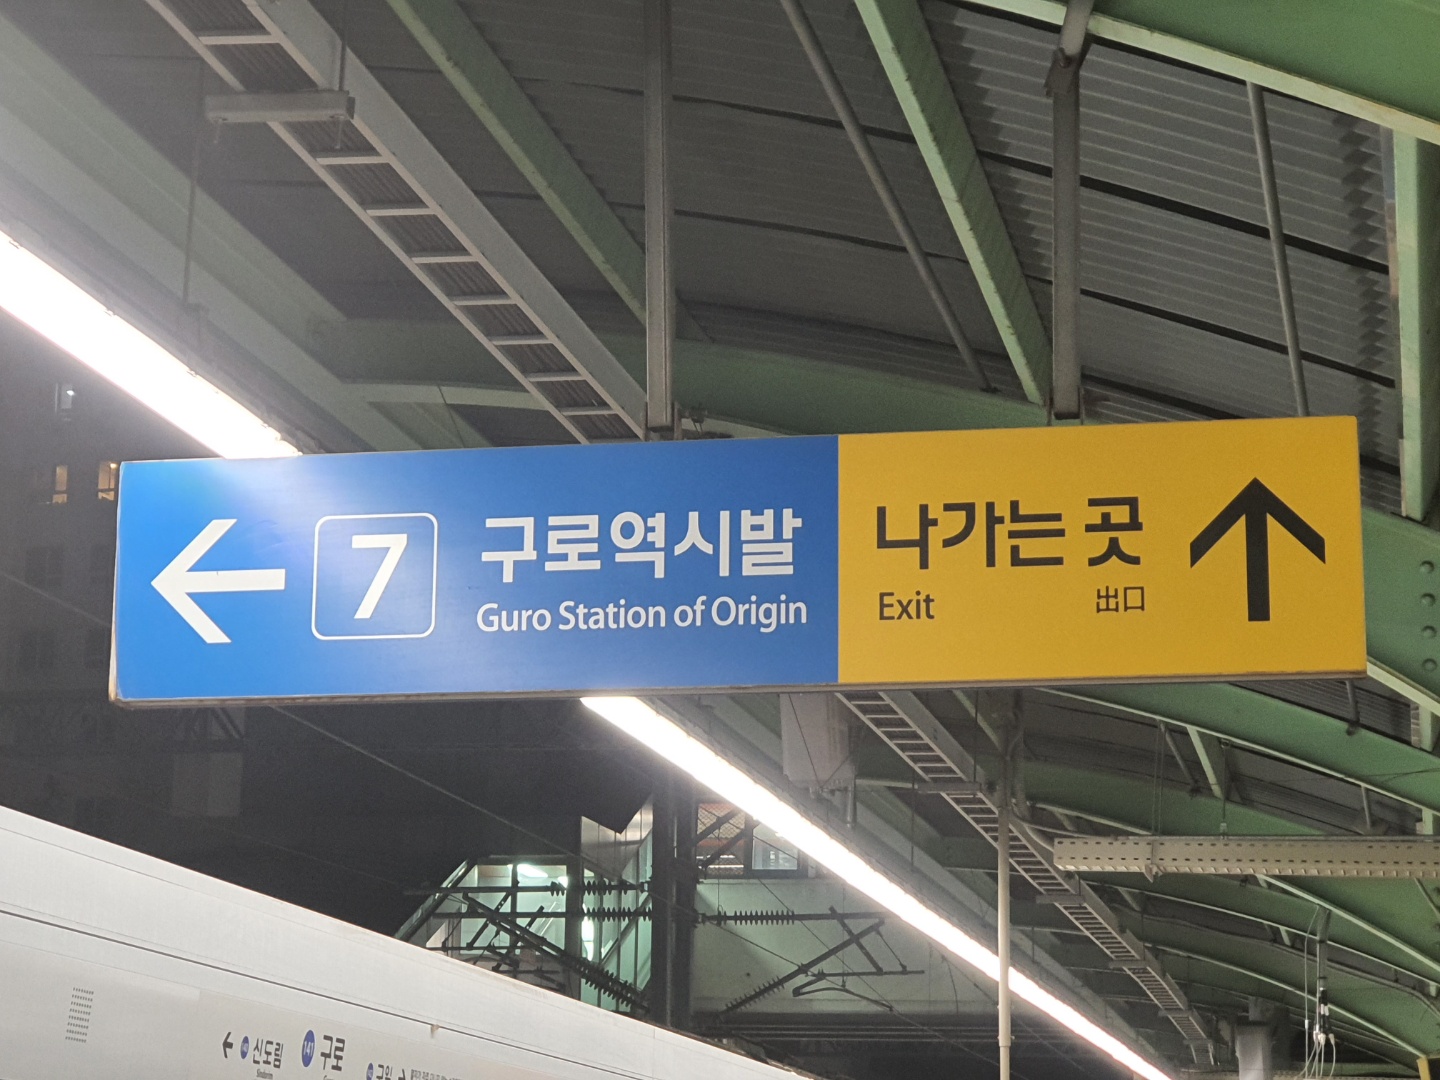 7
구로역시발
Guro Station of Origin
나가는 곳
Exit
出口
신도림
141 구로